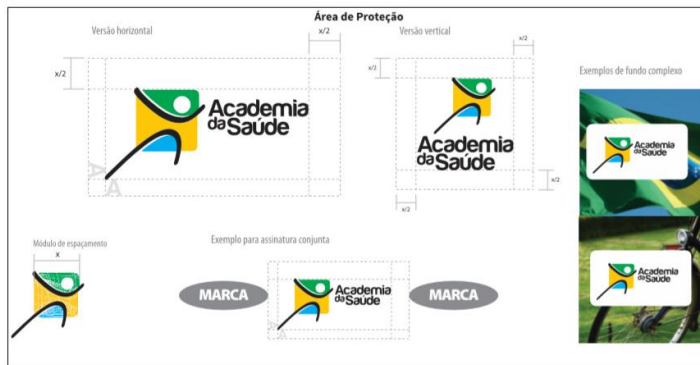 Área de Proteção
Versão horizontal
x/2
x/2
Academia
da Saúde
A
A
Versão vertical
x/2
x/2
Academia
da Saúde
x/2
x/2
Exemplos de fundo complexo
Academia
da Saúde
Academia
da Saúde
Módulo de espaçamento
x
Exemplo para assinatura conjunta
MARCA
Academia
da Saúde
MARCA